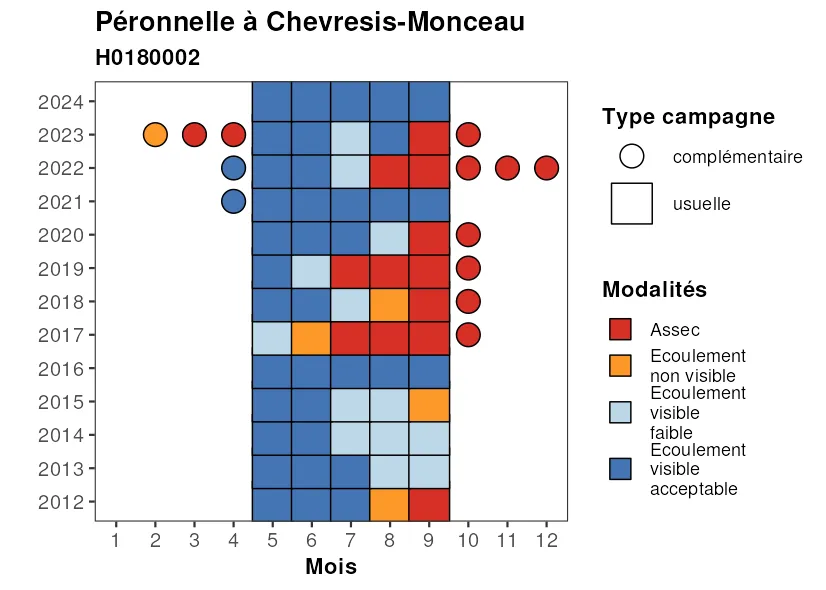 Péronnelle à Chevresis-Monceau
H0180002
2024
2023
2022
2021
2020
2019
2018
2017
2016
2015
2014
2013
2012
1 2 3 4 5 6 7 8 9 10 11 12
Mois
Type campagne
complémentaire
usuelle
Modalités
Assec
Ecoulement
non visible
Ecoulement
visible
faible
Ecoulement
visible
acceptable